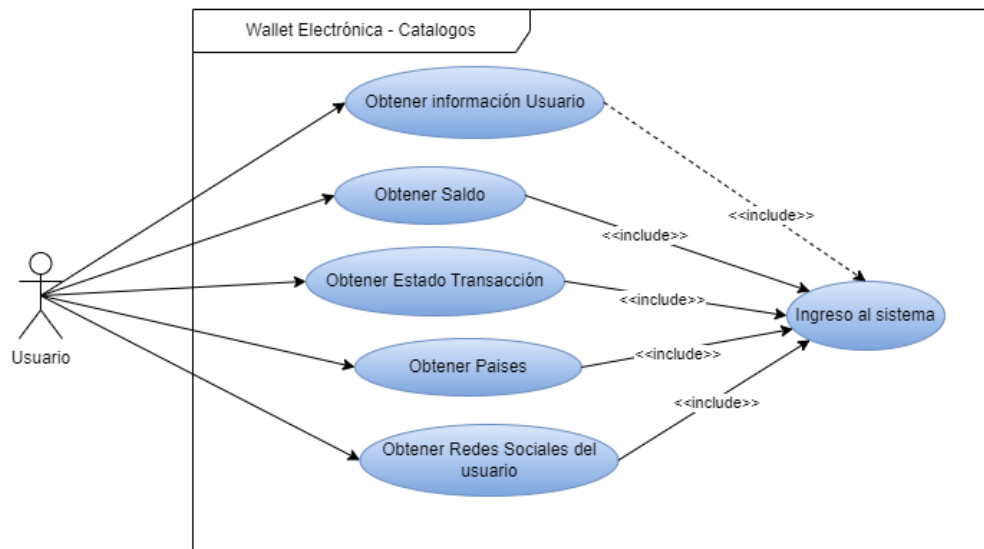 Wallet Electrónica - Catalogos
Obtener información Usuario
Obtener Saldo
<<include>>
<<include>>
Obtener Estado Transacción
<<include>>
Ingreso al sistema
Usuario
Obtener Paises
<<include>>
<<include>>
Obtener Redes Sociales del
usuario